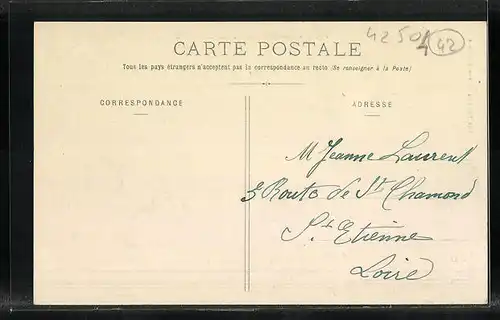 42504 42
CARTE POSTALE
Tous les pays étrangers n'acceptent pas la correspondance au recto (Se renseigner à la Poste)
CORRESPONDANCE
ADRESSE
M Jeanne Laurent
3 Route de St Chamond
St Etienne
Loire